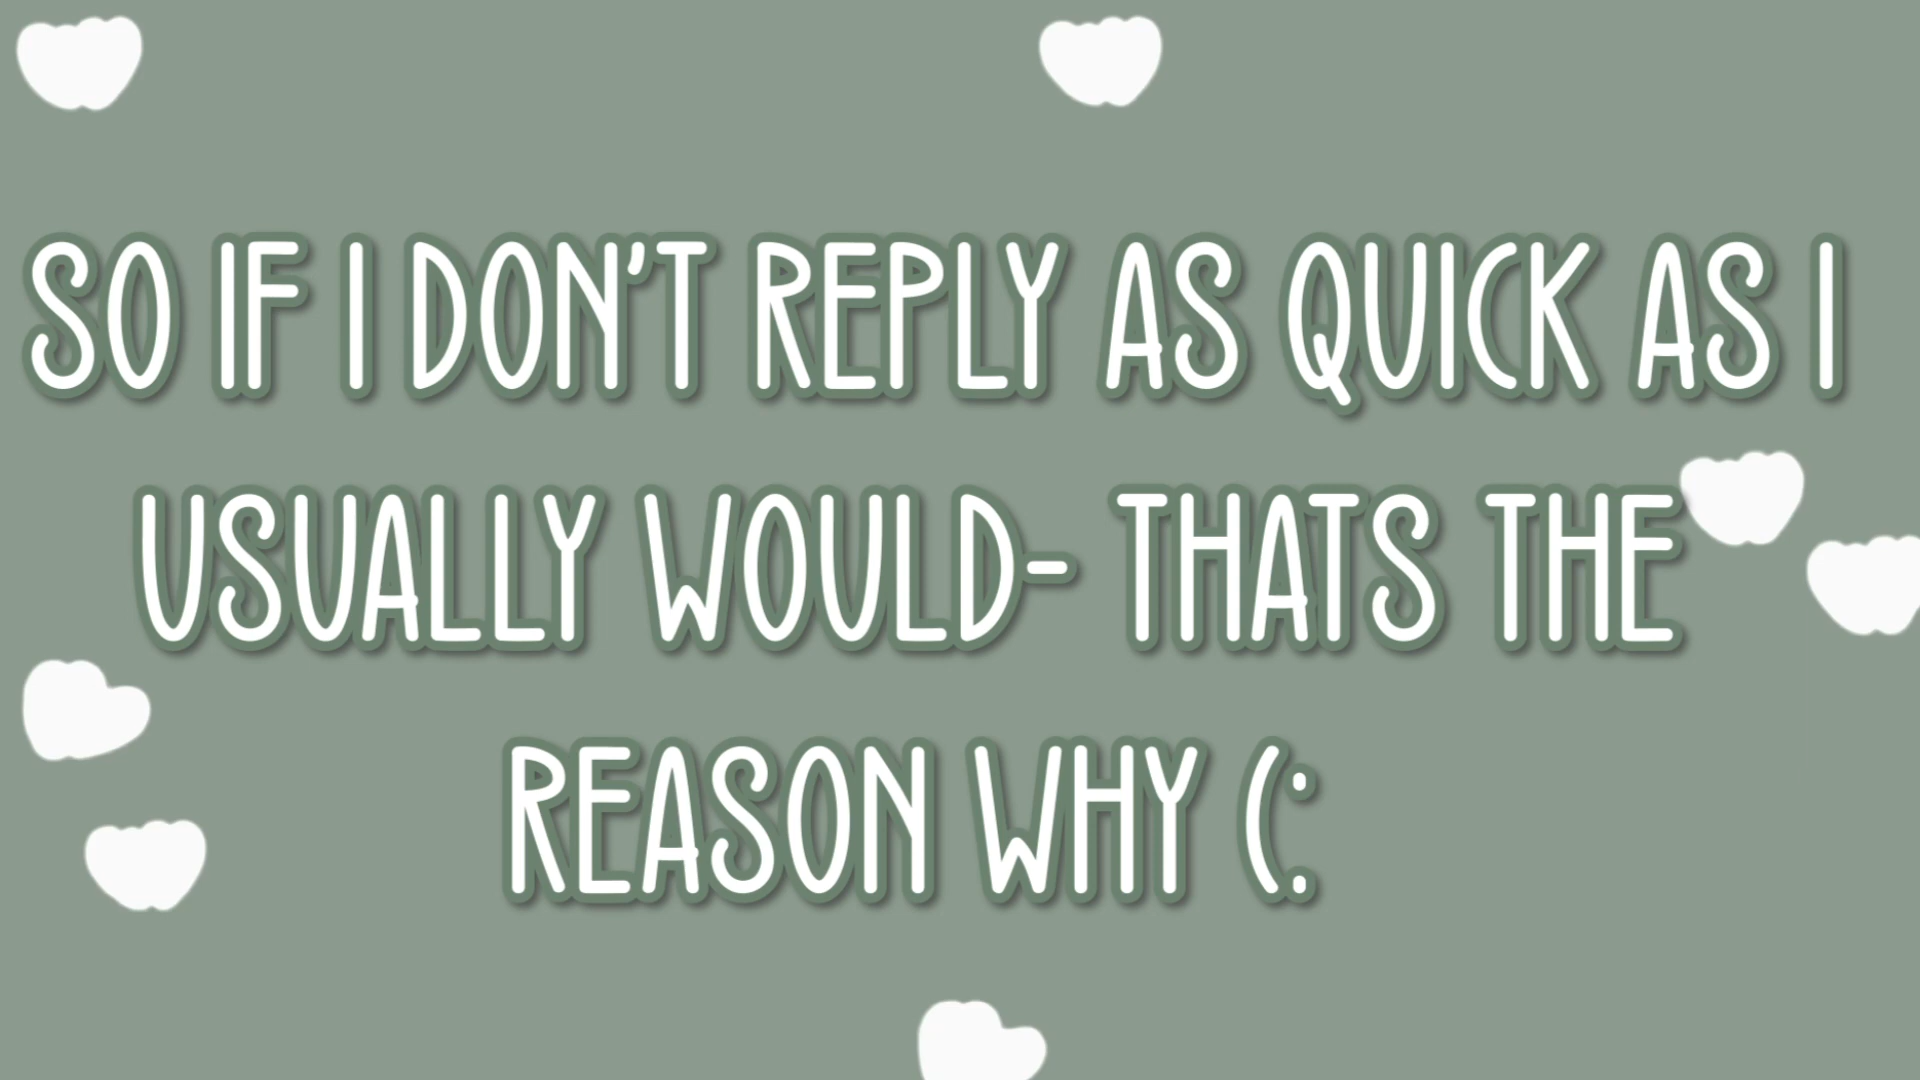 SO IF I DON'T REPLY AS QUICK AS I
USUALLY WOULD- THATS THE
REASON WHY (: